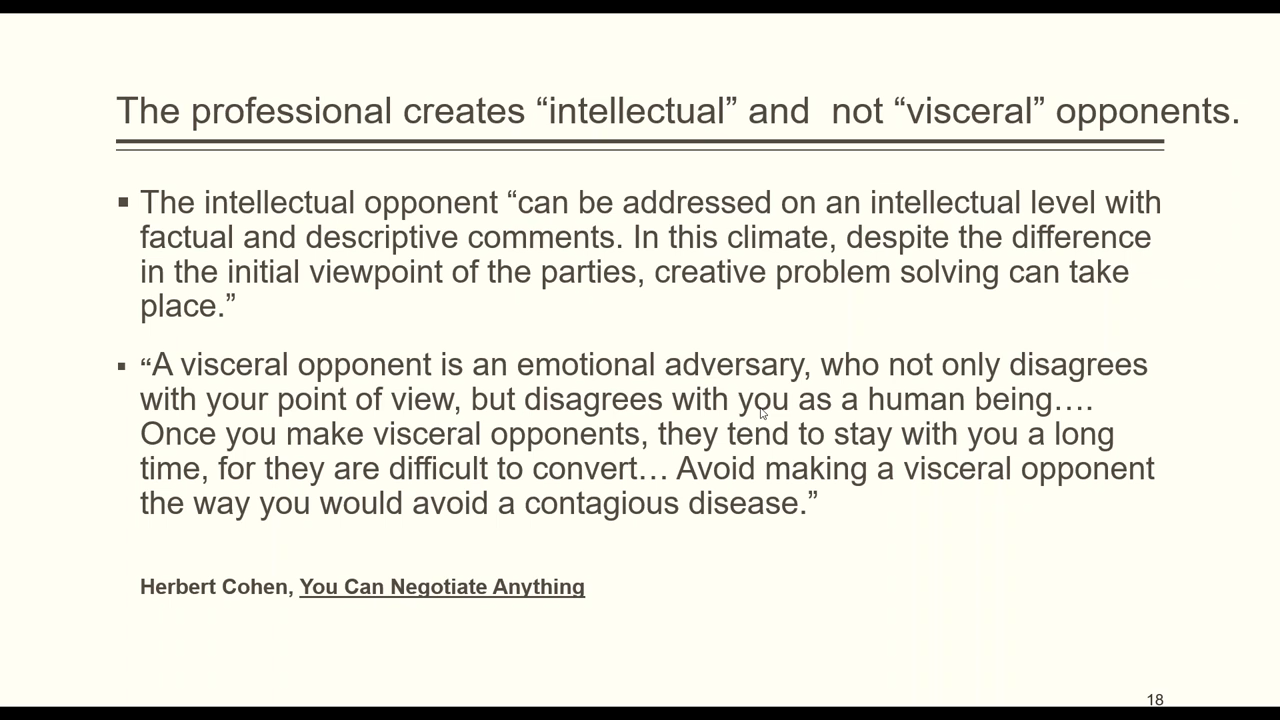 The professional creates “intellectual” and  not “visceral” opponents.
▪ The intellectual opponent “can be addressed on an intellectual level with
factual and descriptive comments. In this climate, despite the difference
in the initial viewpoint of the parties, creative problem solving can take
place.”
▪ “A visceral opponent is an emotional adversary, who not only disagrees
with your point of view, but disagrees with you as a human being….
Once you make visceral opponents, they tend to stay with you a long
time, for they are difficult to convert… Avoid making a visceral opponent
the way you would avoid a contagious disease.”
Herbert Cohen, You Can Negotiate Anything
18